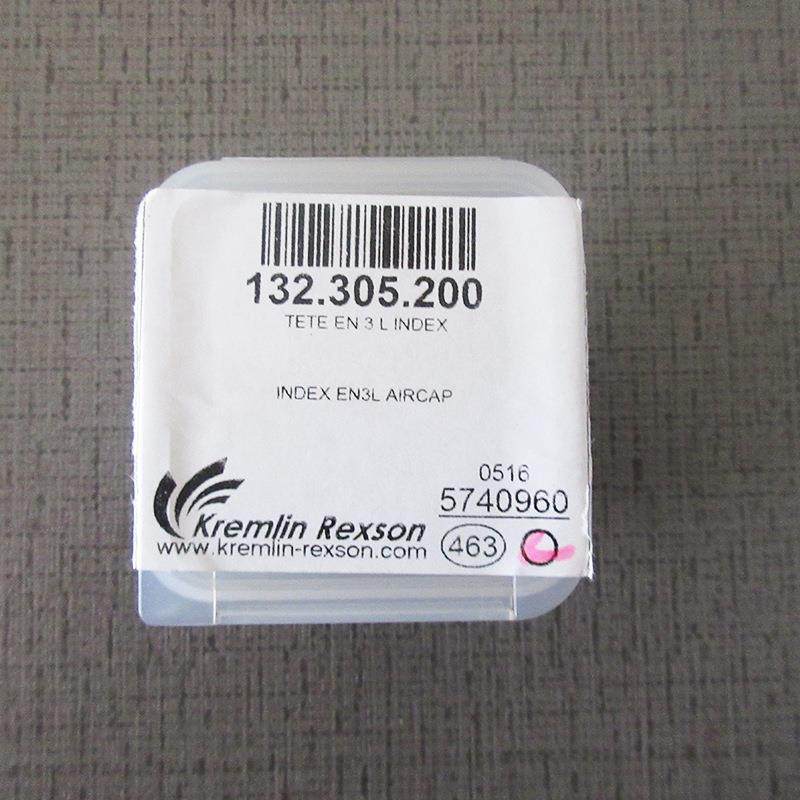 132.305.200
TETE EN 3 L INDEX
INDEX EN3L AIRCAP
0516
5740960
Kremlin Rexson
www.kremlin-rexson.com
463